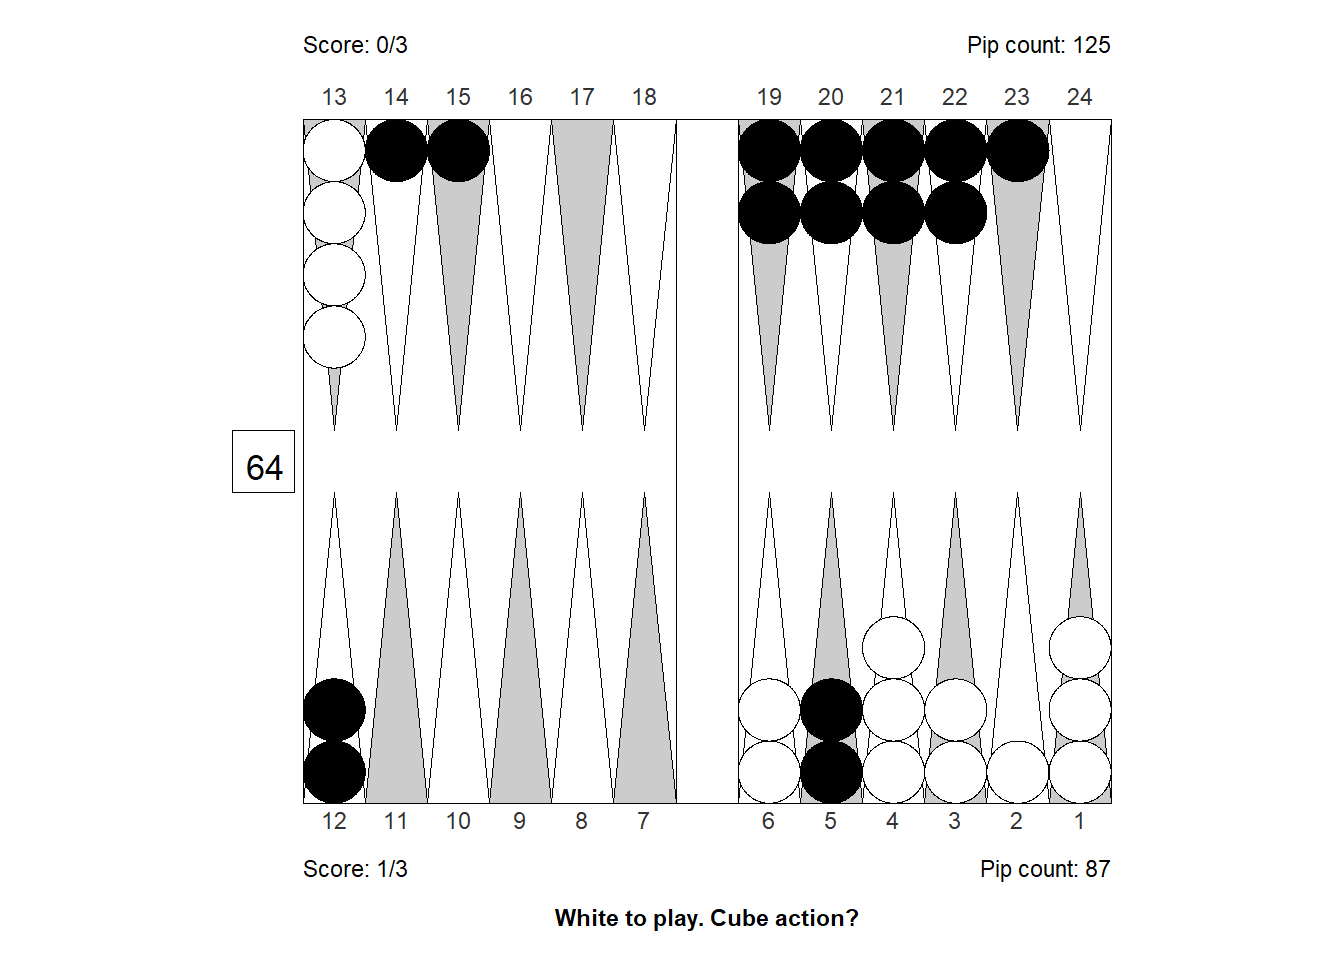 Score: 0/3 Pip count: 125
13 14 15 16 17 18 19 20 21 22 23 24
64
12 11 10 9 8 7 6 5 4 3 2 1
Score: 1/3 Pip count: 87
White to play. Cube action?